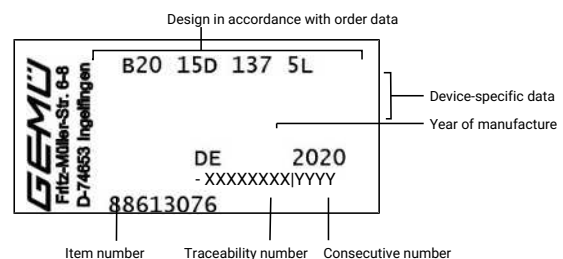 Design in accordance with order data
GEMÜ
Fritz-Müller-Str. 6-8
D-74653 Ingelfingen
B20 15D 137 5L
Device-specific data
Year of manufacture
DE 2020
- XXXXXXXX|YYYY
88613076
Item number Traceability number Consecutive number